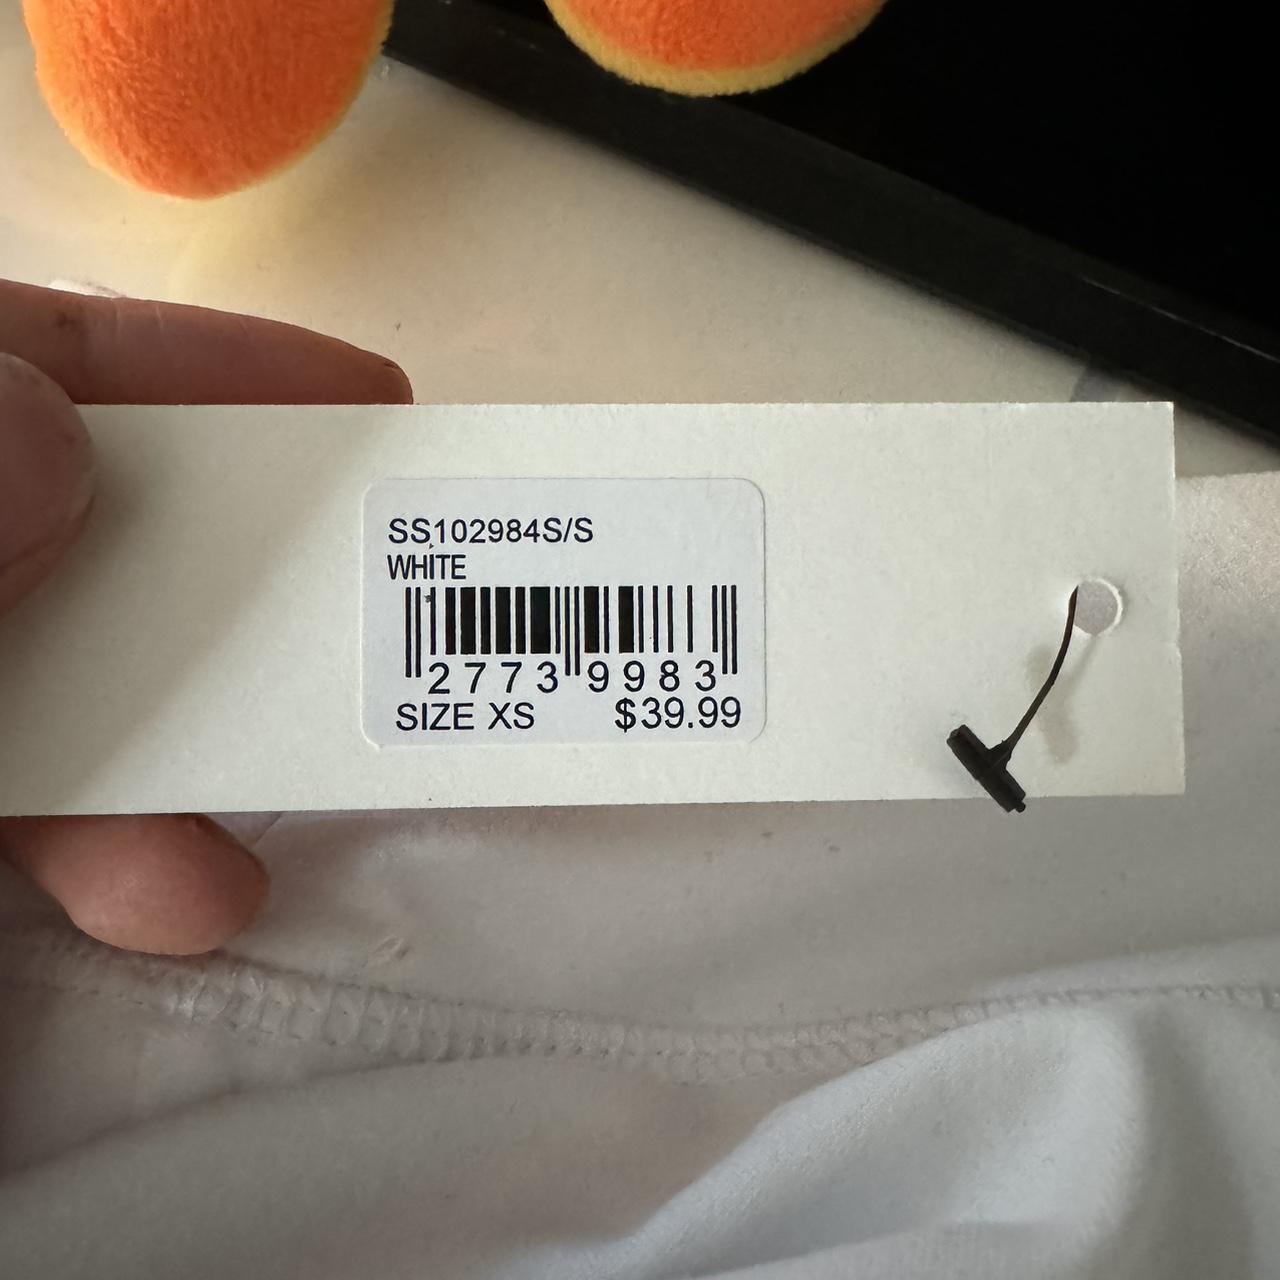 SS102984S/S
WHITE
2773 9983
SIZE XS $39.99